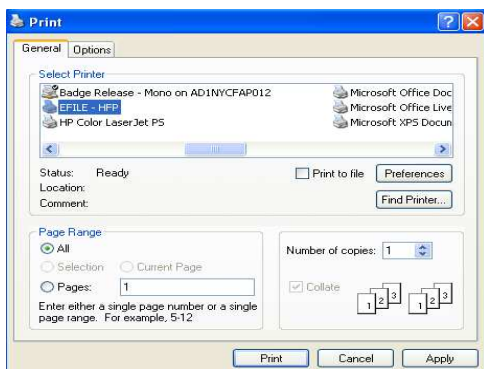 Print
General Options
Select Printer
Badge Release - Mono on AD1NYCFAP012 Microsoft Office Doc
EFILE - HFP Microsoft Office Live
HP Color LaserJet PS Microsoft XPS Docun
Status: Ready Print to file Preferences
Location:
Comment: Find Printer...
Page Range
All Number of copies: 1
Selection Current Page
Pages: 1 Collate
Enter either a single page number or a single
page range. For example, 5-12
1 2 3 1 2 3
Print Cancel Apply